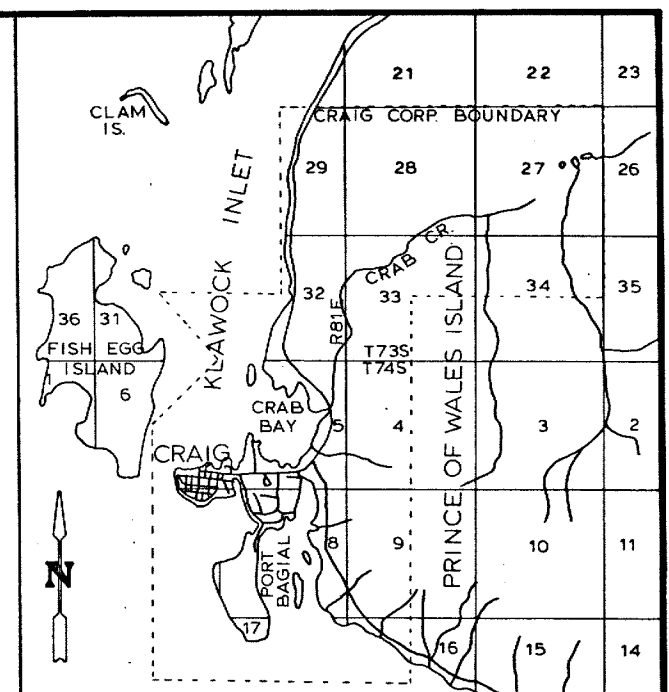 21
22
23
CLAM
IS.
CRAIG CORP. BOUNDARY
29
28
27
26
KLAWOCK INLET
CRAB CR.
36
31
32
33
34
35
R81E
FISH EGG
ISLAND
T73S
T74S
1
6
CRAB
BAY
5
4
3
2
PRINCE OF WALES ISLAND
CRAIG
8
9
10
11
N
PORT
BAGIAL
17
16
15
14